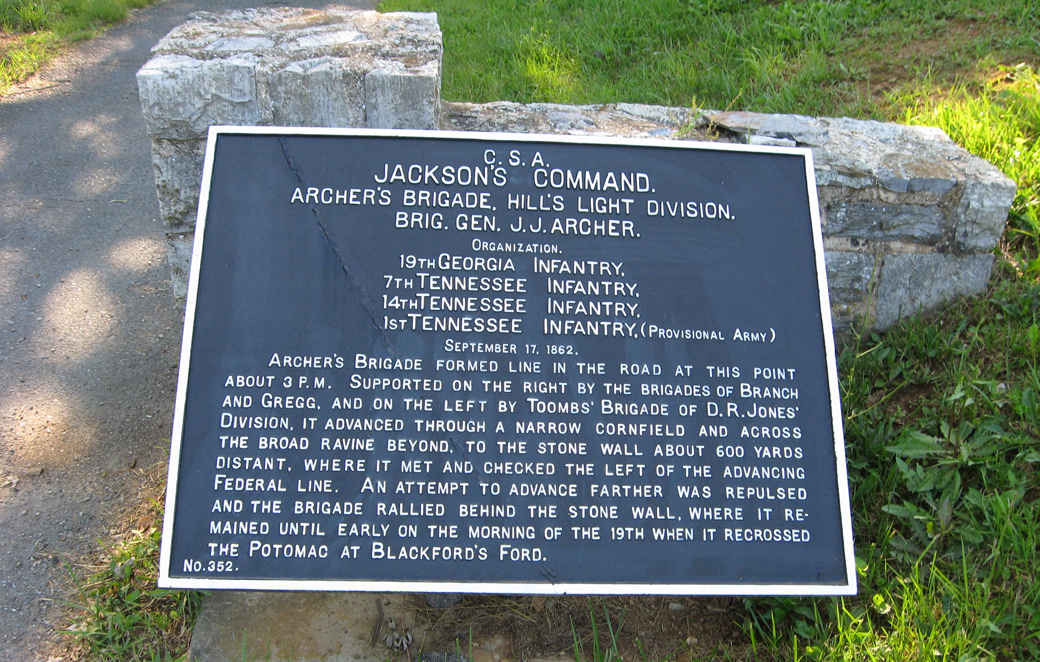 C. S. A.
JACKSON'S COMMAND.
ARCHER'S BRIGADE, HILL'S LIGHT DIVISION.
BRIG. GEN. J. J. ARCHER.
ORGANIZATION.
19TH GEORGIA INFANTRY,
7TH TENNESSEE INFANTRY,
14TH TENNESSEE INFANTRY,
1ST TENNESSEE INFANTRY, (PROVISIONAL ARMY)
SEPTEMBER 17, 1862.
ARCHER'S BRIGADE FORMED LINE IN THE ROAD AT THIS POINT
ABOUT 3 P.M. SUPPORTED ON THE RIGHT BY THE BRIGADES OF BRANCH
AND GREGG, AND ON THE LEFT BY TOOMBS' BRIGADE OF D. R. JONES'
DIVISION, IT ADVANCED THROUGH A NARROW CORNFIELD AND ACROSS
THE BROAD RAVINE BEYOND, TO THE STONE WALL ABOUT 600 YARDS
DISTANT, WHERE IT MET AND CHECKED THE LEFT OF THE ADVANCING
FEDERAL LINE. AN ATTEMPT TO ADVANCE FARTHER WAS REPULSED
AND THE BRIGADE RALLIED BEHIND THE STONE WALL, WHERE IT RE-
MAINED UNTIL EARLY ON THE MORNING OF THE 19TH WHEN IT RECROSSED
THE POTOMAC AT BLACKFORD'S FORD.
NO. 352.